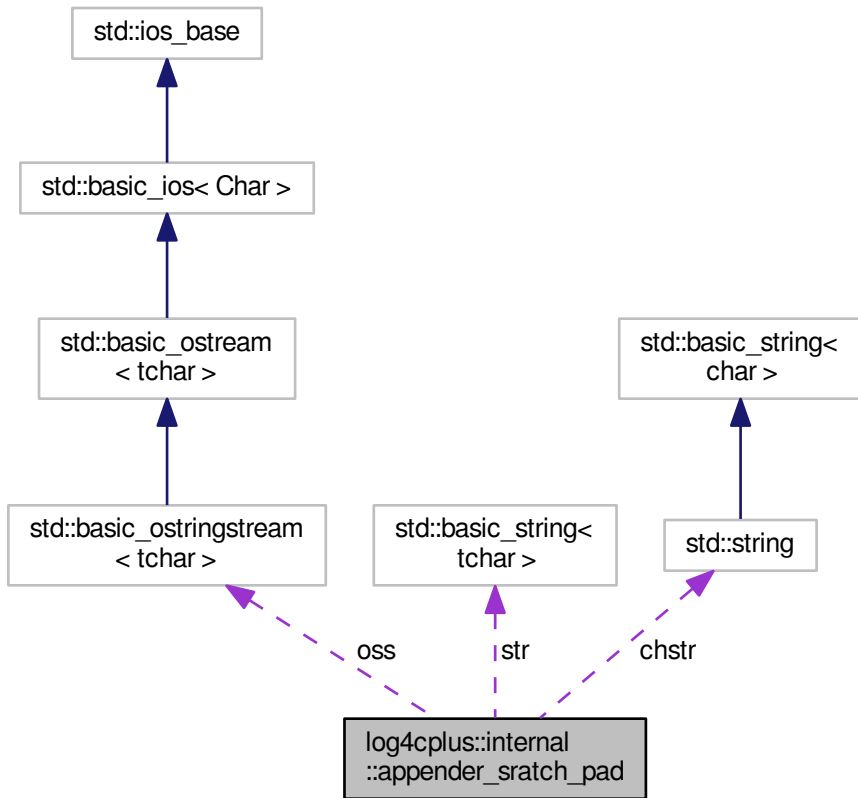 std::ios_base
std::basic_ios< Char >
std::basic_ostream
< tchar >
std::basic_string<
char >
std::basic_ostringstream
< tchar >
std::basic_string<
tchar >
std::string
oss
str
chstr
log4cplus::internal
::appender_sratch_pad